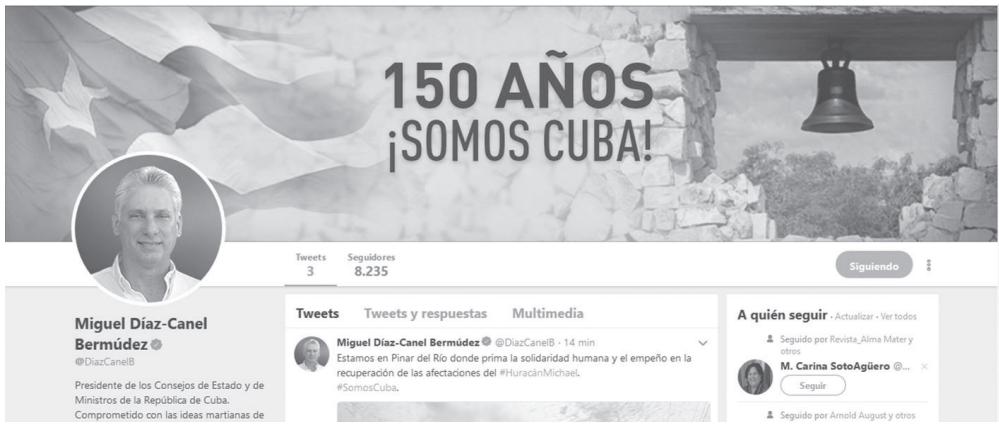 150 AÑOS
¡SOMOS CUBA!
Tweets
3
Seguidores
8.235
Siguiendo
Miguel Díaz-Canel
Bermúdez
@DiazCanelB
Presidente de los Consejos de Estado y de
Ministros de la República de Cuba.
Comprometido con las ideas martianas de
Tweets Tweets y respuestas Multimedia
Miguel Díaz-Canel Bermúdez @DiazCanelB · 14 min
Estamos en Pinar del Río donde prima la solidaridad humana y el empeño en la
recuperación de las afectaciones del #HuracánMichael.
#SomosCuba.
A quién seguir · Actualizar · Ver todos
Seguido por Revista_Alma Mater y
otros
M. Carina SotoAgüero @...
Seguir
Seguido por Arnold August y otros